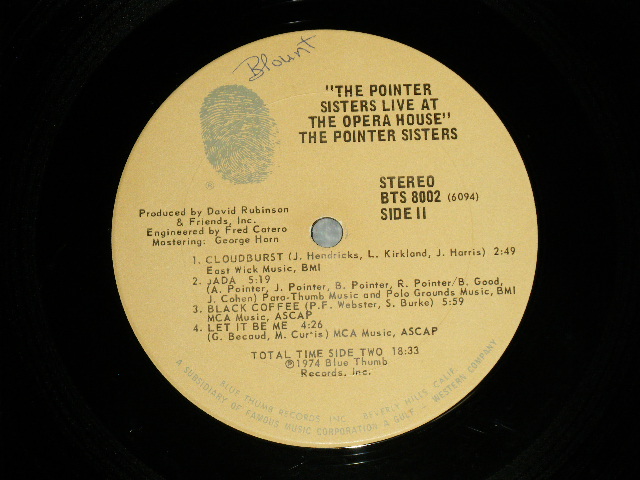 Blount
"THE POINTER
SISTERS LIVE AT
THE OPERA HOUSE"
THE POINTER SISTERS
®
STEREO
BTS 8002 (6094)
SIDE II
Produced by David Rubinson
& Friends, Inc.
Engineered by Fred Catero
Mastering: George Horn
1. CLOUDBURST (J. Hendricks, L. Kirkland, J. Harris) 2:49
East Wick Music, BMI
2. JADA 5:19
(A. Pointer, J. Pointer, B. Pointer, R. Pointer/B. Good,
J. Cohen) Para-Thumb Music and Polo Grounds Music, BMI
3. BLACK COFFEE (P.F. Webster, S. Burke) 5:59
MCA Music, ASCAP
4. LET IT BE ME 4:26
(G. Becaud, M. Curtis) MCA Music, ASCAP
TOTAL TIME SIDE TWO 18:33
℗1974 Blue Thumb
Records, Inc.
BLUE THUMB RECORDS, INC., BEVERLY HILLS, CALIF.
A SUBSIDIARY OF FAMOUS MUSIC CORPORATION A GULF + WESTERN COMPANY